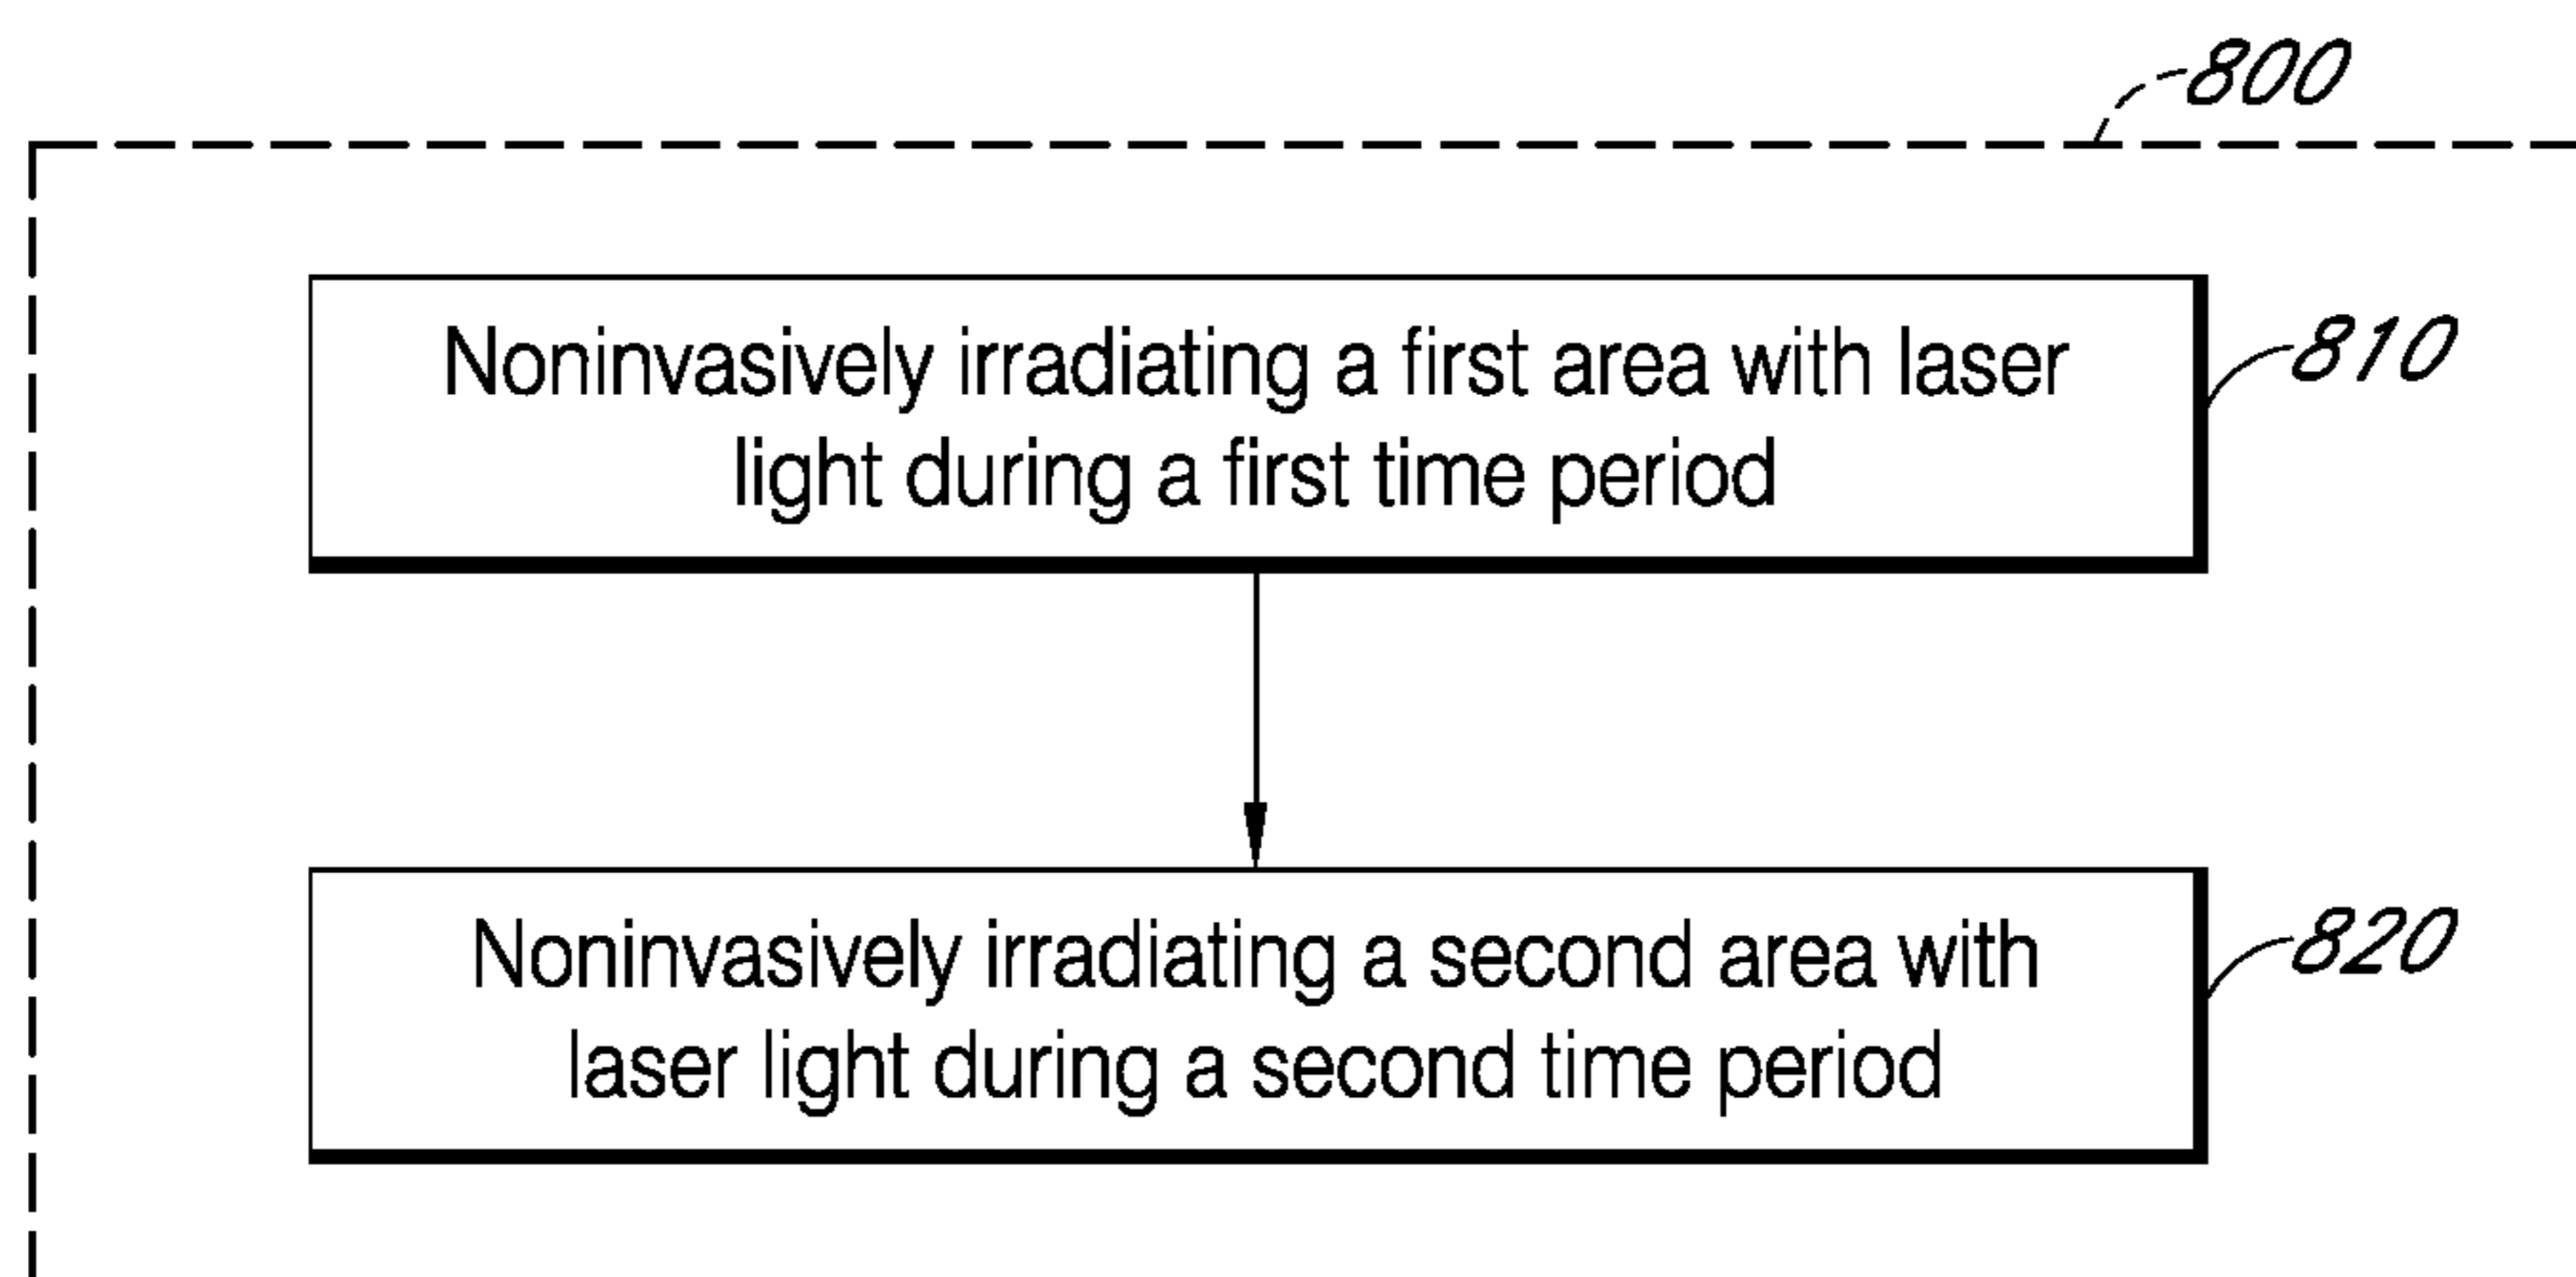 800
Noninvasively irradiating a first area with laser
light during a first time period
810
Noninvasively irradiating a second area with
laser light during a second time period
820